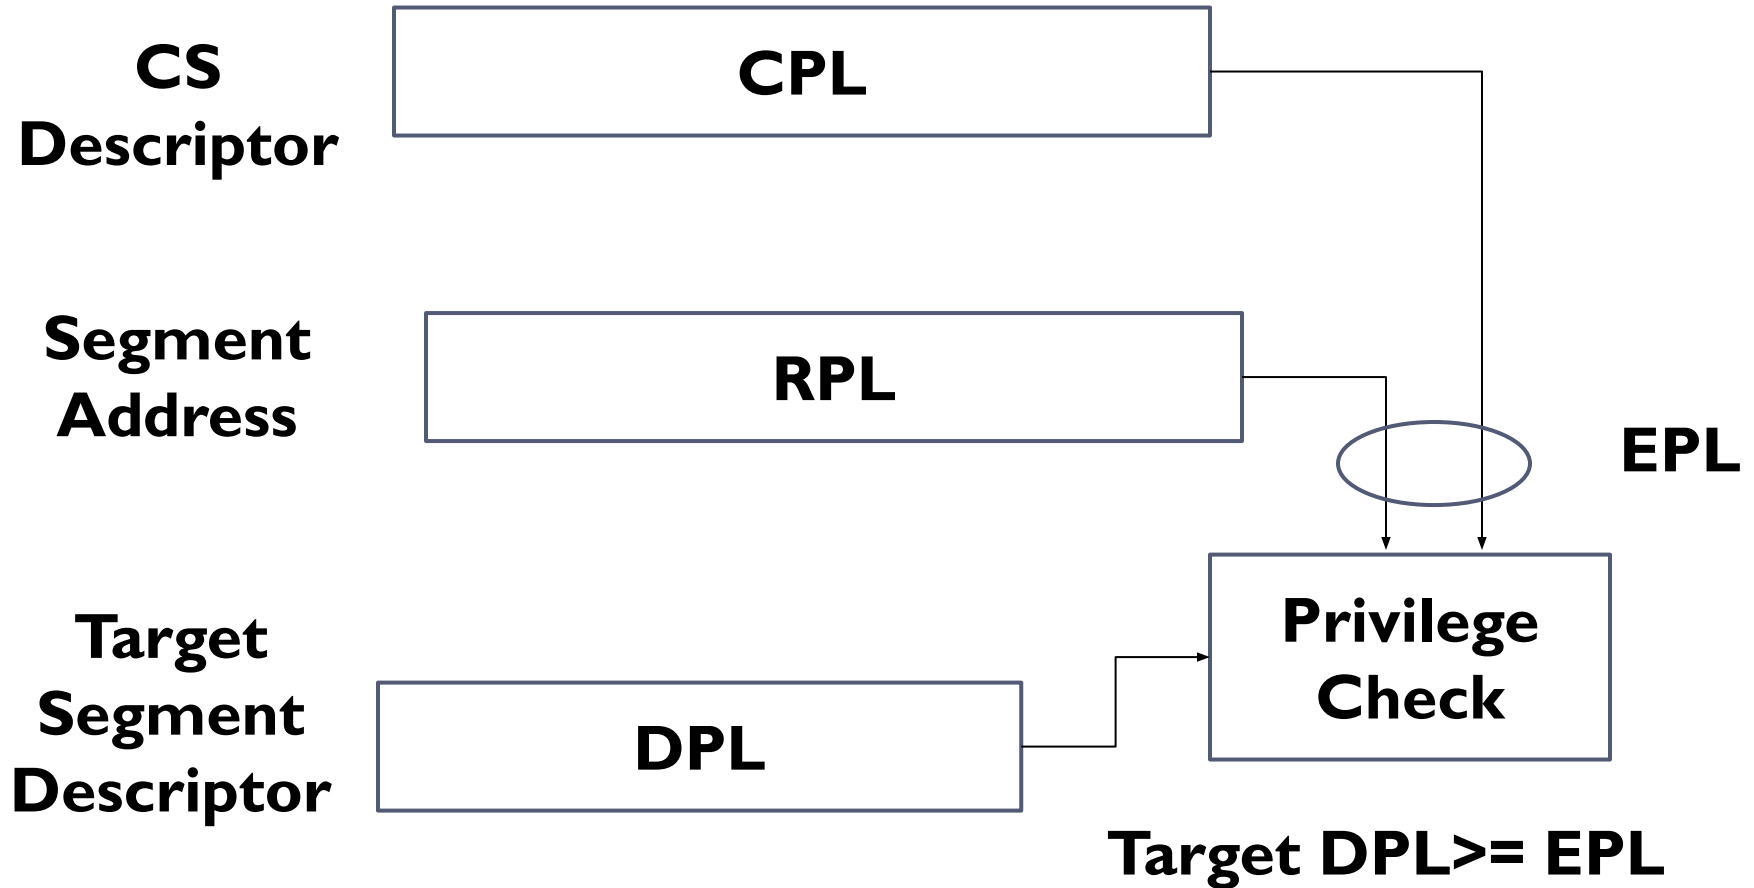 CS
Descriptor
CPL
Segment
Address
RPL
EPL
Target
Segment
Descriptor
DPL
Privilege
Check
Target DPL>= EPL